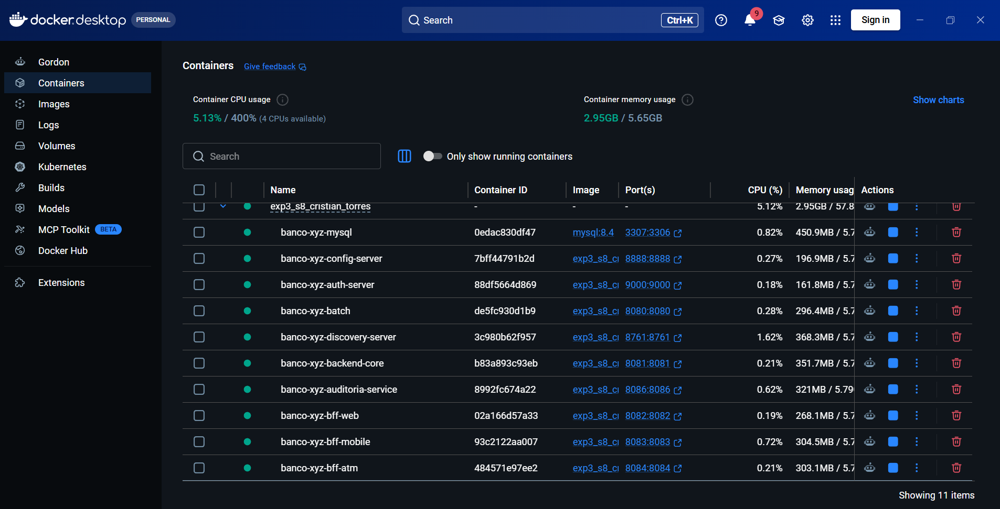 docker desktop PERSONAL
Search Ctrl+K
9
Sign in
Gordon
Containers
Images
Logs
Volumes
Kubernetes
Builds
Models
MCP Toolkit BETA
Docker Hub
Extensions
Containers Give feedback
Container CPU usage
5.13% / 400% (4 CPUs available)
Container memory usage
2.95GB / 5.65GB
Show charts
Search
Only show running containers
Name Container ID Image Port(s) CPU (%) Memory usag Actions
exp3_s8_cristian_torres - - - 5.12% 2.95GB / 57.8
banco-xyz-mysql 0edac830df47 mysql:8.4 3307:3306 0.82% 450.9MB / 5.7
banco-xyz-config-server 7bff44791b2d exp3_s8_cr 8888:8888 0.27% 196.9MB / 5.7
banco-xyz-auth-server 88df5664d869 exp3_s8_cr 9000:9000 0.18% 161.8MB / 5.7
banco-xyz-batch de5fc930d1b9 exp3_s8_cr 8080:8080 0.28% 296.4MB / 5.7
banco-xyz-discovery-server 3c980b62f957 exp3_s8_cr 8761:8761 1.62% 368.3MB / 5.7
banco-xyz-backend-core b83a893c93eb exp3_s8_cr 8081:8081 0.21% 351.7MB / 5.7
banco-xyz-auditoria-service 8992fc674a22 exp3_s8_cr 8086:8086 0.62% 321MB / 5.79
banco-xyz-bff-web 02a166d57a33 exp3_s8_cr 8082:8082 0.19% 268.1MB / 5.7
banco-xyz-bff-mobile 93c2122aa007 exp3_s8_cr 8083:8083 0.72% 304.5MB / 5.7
banco-xyz-bff-atm 484571e97ee2 exp3_s8_cr 8084:8084 0.21% 303.1MB / 5.7
Showing 11 items